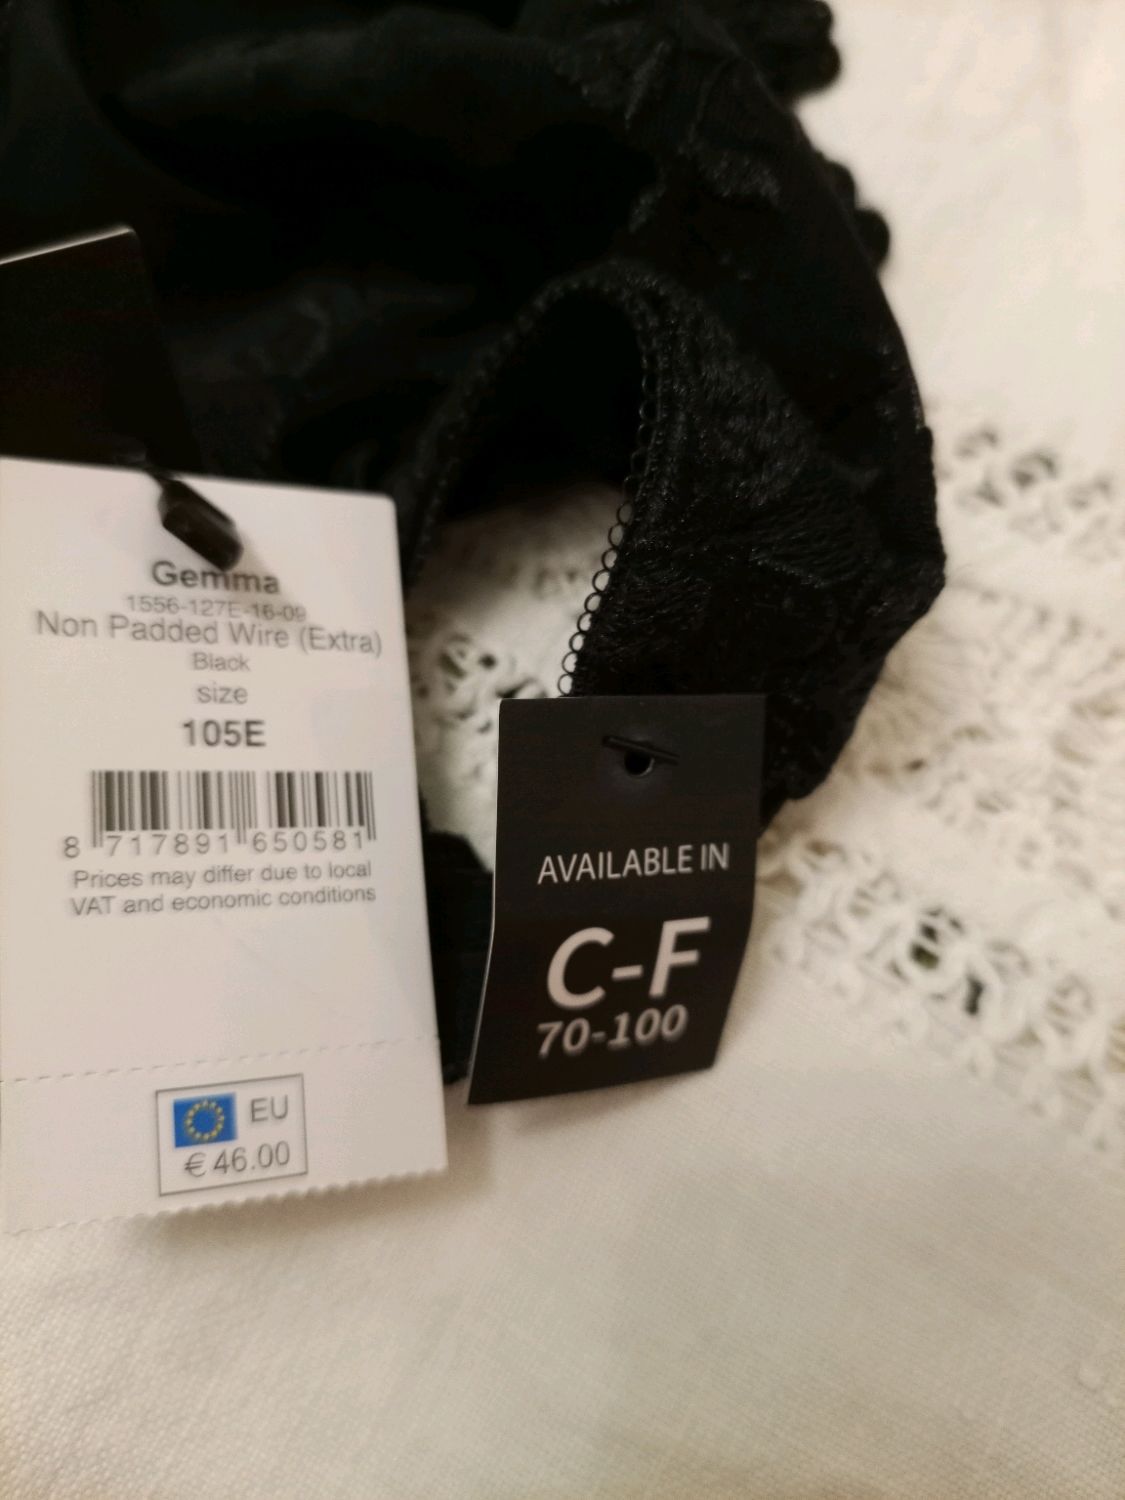 Gemma
1556-127E-16-09
Non Padded Wire (Extra)
Black
size
105E
8 717891 650581
Prices may differ due to local
VAT and economic conditions
EU
€ 46.00
AVAILABLE IN
C-F
70-100